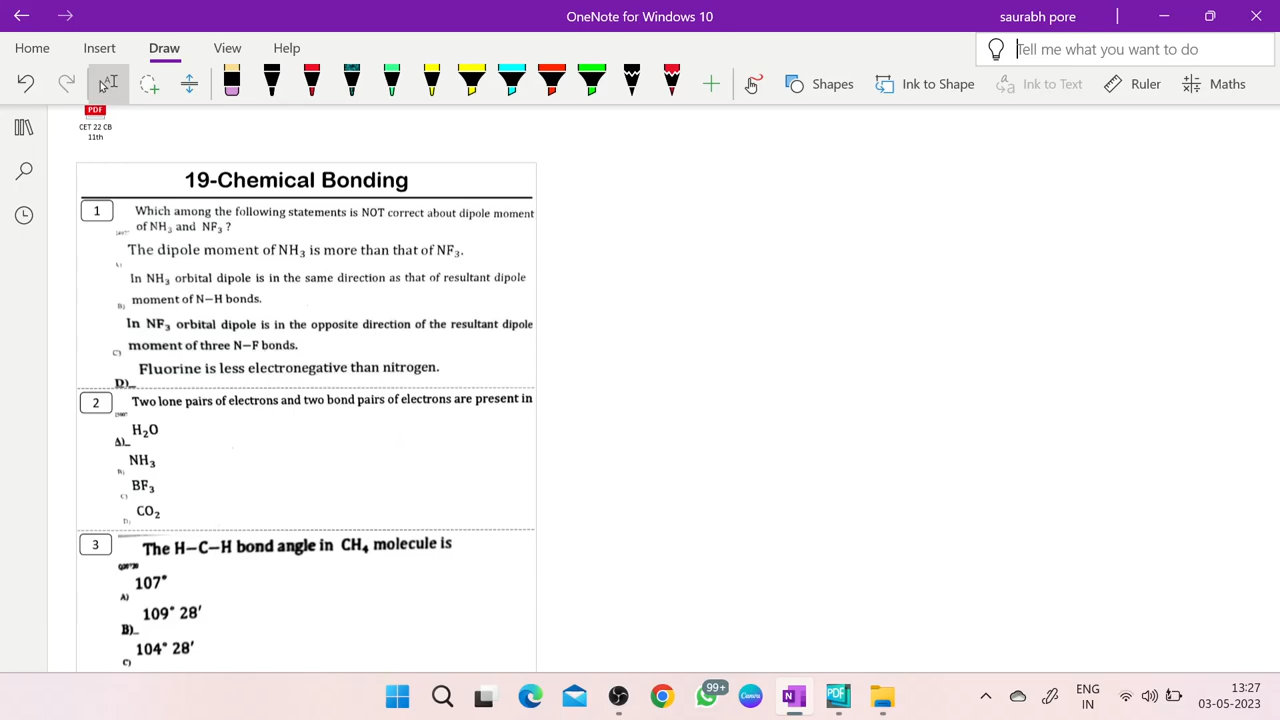 OneNote for Windows 10
saurabh pore
Home
Insert
Draw
View
Help
Tell me what you want to do
Shapes
Ink to Shape
Ink to Text
Ruler
Maths
PDF
CET 22 CB
11th
19-Chemical Bonding
1
Which among the following statements is NOT correct about dipole moment
of NH₃ and NF₃ ?
The dipole moment of NH₃ is more than that of NF₃.
A)
In NH₃ orbital dipole is in the same direction as that of resultant dipole
moment of N–H bonds.
B)
In NF₃ orbital dipole is in the opposite direction of the resultant dipole
moment of three N–F bonds.
C)
Fluorine is less electronegative than nitrogen.
D)
2
Two lone pairs of electrons and two bond pairs of electrons are present in
H₂O
A)
NH₃
B)
BF₃
C)
CO₂
D)
3
The H–C–H bond angle in CH₄ molecule is
107°
A)
109° 28′
B)
104° 28′
C)
99+
Canva
PDF
ENG
IN
13:27
03-05-2023